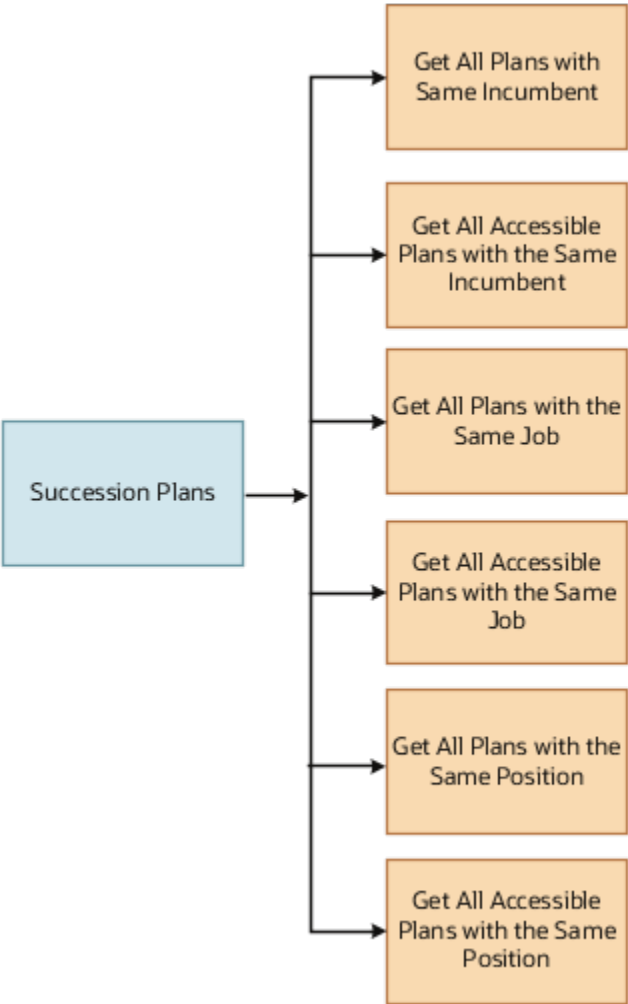 Get All Plans with
Same Incumbent
Get All Accessible
Plans with the Same
Incumbent
Get All Plans with the
Same Job
Succession Plans
Get All Accessible
Plans with the Same
Job
Get All Plans with the
Same Position
Get All Accessible
Plans with the Same
Position